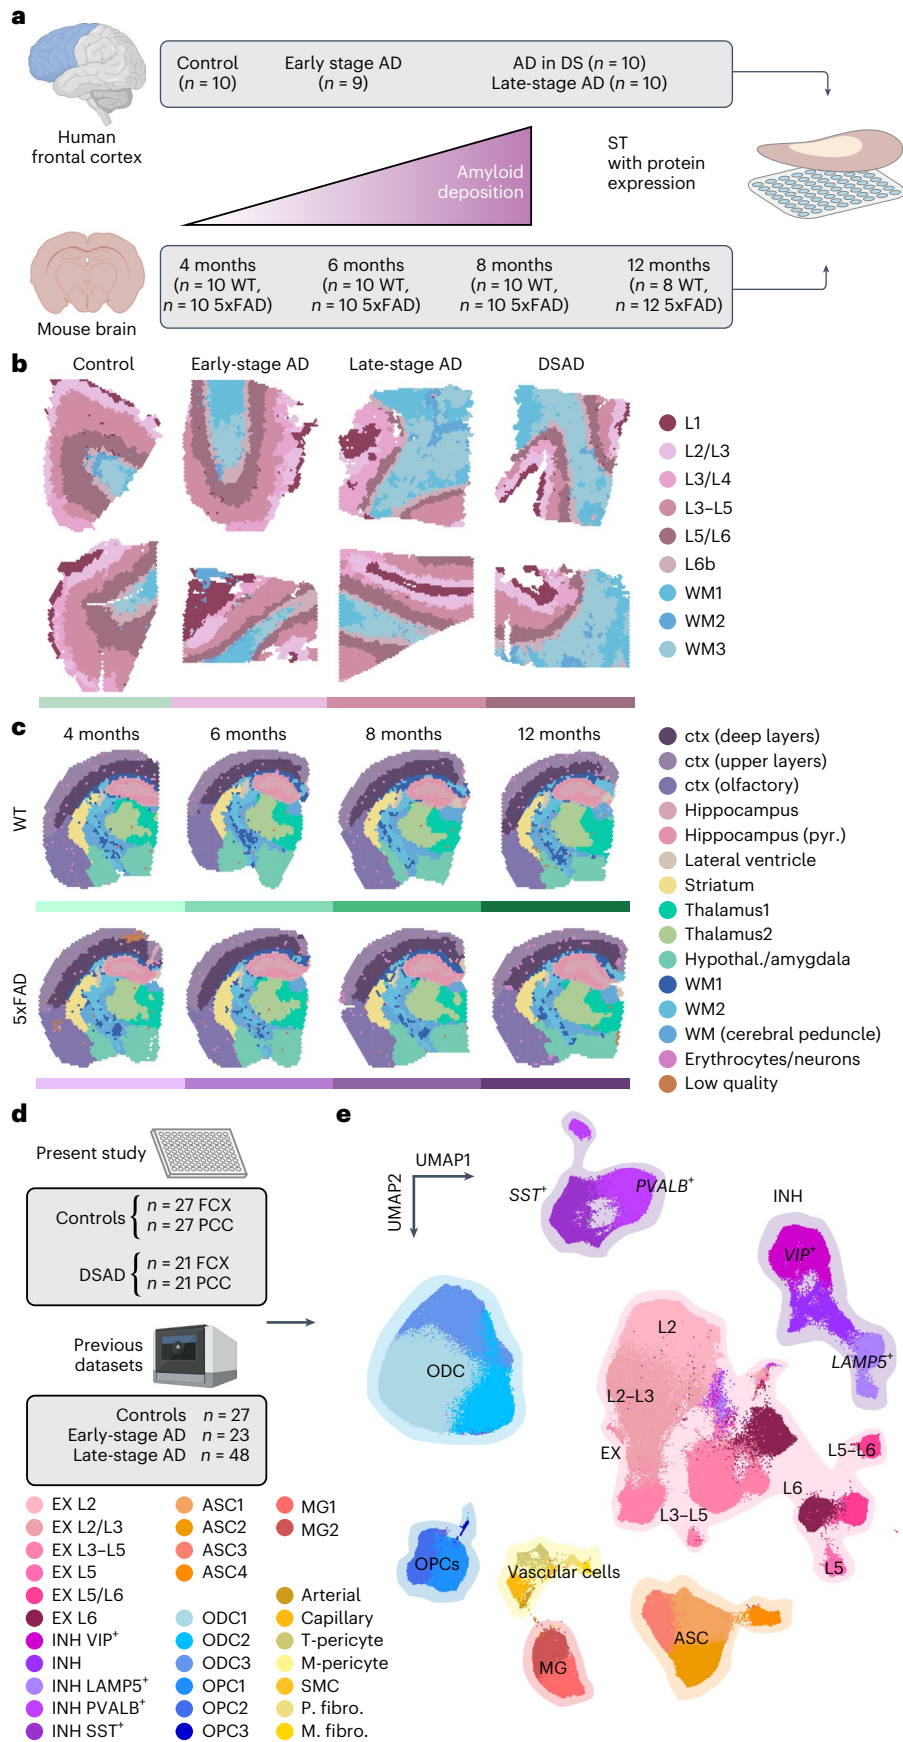 a
Control
(n = 10)
Early stage AD
(n = 9)
AD in DS (n = 10)
Late-stage AD (n = 10)
Human
frontal cortex
Amyloid
deposition
ST
with protein
expression
Mouse brain
4 months
(n = 10 WT,
n = 10 5xFAD)
6 months
(n = 10 WT,
n = 10 5xFAD)
8 months
(n = 10 WT,
n = 10 5xFAD)
12 months
(n = 8 WT,
n = 12 5xFAD)
b
Control
Early-stage AD
Late-stage AD
DSAD
L1
L2/L3
L3/L4
L3–L5
L5/L6
L6b
WM1
WM2
WM3
c
4 months
6 months
8 months
12 months
WT
5xFAD
ctx (deep layers)
ctx (upper layers)
ctx (olfactory)
Hippocampus
Hippocampus (pyr.)
Lateral ventricle
Striatum
Thalamus1
Thalamus2
Hypothal./amygdala
WM1
WM2
WM (cerebral peduncle)
Erythrocytes/neurons
Low quality
d
Present study
Controls { n = 27 FCX
n = 27 PCC
DSAD { n = 21 FCX
n = 21 PCC
Previous
datasets
Controls n = 27
Early-stage AD n = 23
Late-stage AD n = 48
e
UMAP1
UMAP2
SST+
PVALB+
INH
VIP+
LAMP5+
ODC
L2
L2–L3
EX
L3–L5
L5–L6
L6
L5
OPCs
Vascular cells
MG
ASC
EX L2
EX L2/L3
EX L3–L5
EX L5
EX L5/L6
EX L6
INH VIP+
INH
INH LAMP5+
INH PVALB+
INH SST+
ASC1
ASC2
ASC3
ASC4
ODC1
ODC2
ODC3
OPC1
OPC2
OPC3
MG1
MG2
Arterial
Capillary
T-pericyte
M-pericyte
SMC
P. fibro.
M. fibro.